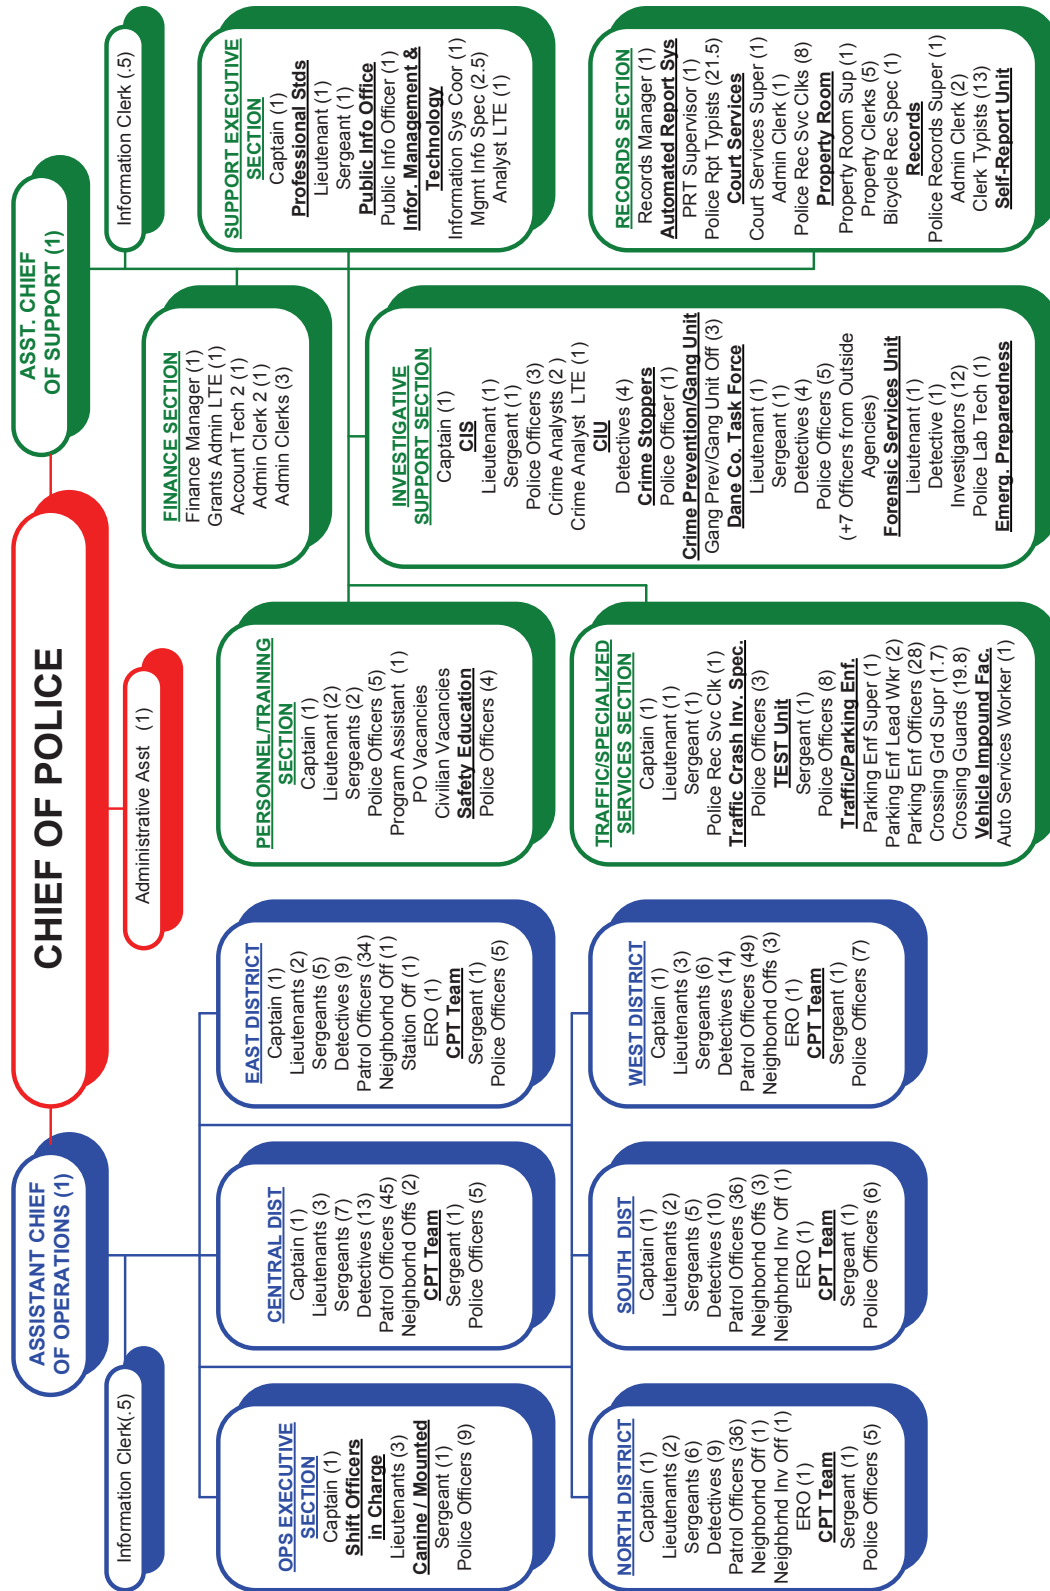 CHIEF OF POLICE
Administrative Asst  (1)
ASSISTANT CHIEF
OF OPERATIONS (1)
Information Clerk(.5)
OPS EXECUTIVE
SECTION
Captain (1)
Shift Officers
in Charge
Lieutenants (3)
Canine / Mounted
Sergeant (1)
Police Officers (9)
CENTRAL DIST
Captain (1)
Lieutenants (3)
Sergeants (7)
Detectives (13)
Patrol Officers (45)
Neighborhd Offs (2)
CPT Team
Sergeant (1)
Police Officers (5)
EAST DISTRICT
Captain (1)
Lieutenants (2)
Sergeants (5)
Detectives (9)
Patrol Officers (34)
Neighborhd Off (1)
Station Off (1)
ERO (1)
CPT Team
Sergeant (1)
Police Officers (5)
NORTH DISTRICT
Captain (1)
Lieutenants (2)
Sergeants (6)
Detectives (9)
Patrol Officers (36)
Neighborhd Off (1)
Neighbrhd Inv Off (1)
ERO (1)
CPT Team
Sergeant (1)
Police Officers (5)
SOUTH DIST
Captain (1)
Lieutenants (2)
Sergeants (5)
Detectives (10)
Patrol Officers (36)
Neighborhd Offs (3)
Neighbrhd Inv Off (1)
ERO (1)
CPT Team
Sergeant (1)
Police Officers (6)
WEST DISTRICT
Captain (1)
Lieutenants (3)
Sergeants (6)
Detectives (14)
Patrol Officers (49)
Neighborhd Offs (3)
ERO (1)
CPT Team
Sergeant (1)
Police Officers (7)
ASST. CHIEF
OF SUPPORT (1)
Information Clerk (.5)
FINANCE SECTION
Finance Manager (1)
Grants Admin LTE (1)
Account Tech 2 (1)
Admin Clerk 2 (1)
Admin Clerks (3)
SUPPORT EXECUTIVE
SECTION
Captain (1)
Professional Stds
Lieutenant (1)
Sergeant (1)
Public Info Office
Public Info Officer (1)
Infor. Management &
Technology
Information Sys Coor (1)
Mgmt Info Spec (2.5)
Analyst LTE (1)
PERSONNEL/TRAINING
SECTION
Captain (1)
Lieutenant (2)
Sergeants (2)
Police Officers (5)
Program Assistant (1)
PO Vacancies
Civilian Vacancies
Safety Education
Police Officers (4)
TRAFFIC/SPECIALIZED
SERVICES SECTION
Captain (1)
Lieutenant (1)
Sergeant (1)
Police Rec Svc Clk (1)
Traffic Crash Inv. Spec.
Police Officers (3)
TEST Unit
Sergeant (1)
Police Officers (8)
Traffic/Parking Enf.
Parking Enf Super (1)
Parking Enf Lead Wkr (2)
Parking Enf Officers (28)
Crossing Grd Supr (1.7)
Crossing Guards (19.8)
Vehicle Impound Fac.
Auto Services Worker (1)
INVESTIGATIVE
SUPPORT SECTION
Captain (1)
CIS
Lieutenant (1)
Sergeant (1)
Police Officers (3)
Crime Analysts (2)
Crime Analyst  LTE (1)
CIU
Detectives (4)
Crime Stoppers
Police Officer (1)
Crime Prevention/Gang Unit
Gang Prev/Gang Unit Off (3)
Dane Co. Task Force
Lieutenant (1)
Sergeant (1)
Detectives (4)
Police Officers (5)
(+7 Officers from Outside
Agencies)
Forensic Services Unit
Lieutenant (1)
Detective (1)
Investigators (12)
Police Lab Tech (1)
Emerg. Preparedness
RECORDS SECTION
Records Manager (1)
Automated Report Sys
PRT Supervisor (1)
Police Rpt Typists (21.5)
Court Services
Court Services Super (1)
Admin Clerk (1)
Police Rec Svc Clks (8)
Property Room
Property Room Sup (1)
Property Clerks (5)
Bicycle Rec Spec (1)
Records
Police Records Super (1)
Admin Clerk (2)
Clerk Typists (13)
Self-Report Unit